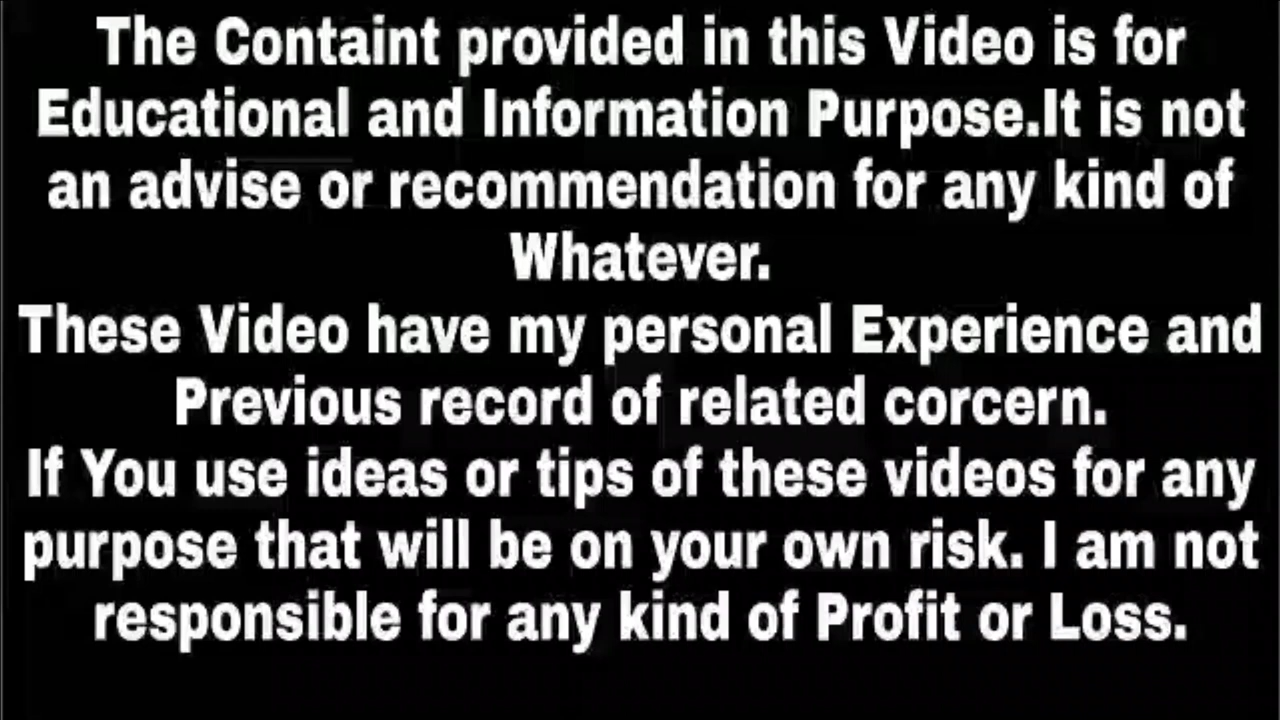 The Containt provided in this Video is for
Educational and Information Purpose.It is not
an advise or recommendation for any kind of
Whatever.
These Video have my personal Experience and
Previous record of related corcern.
If You use ideas or tips of these videos for any
purpose that will be on your own risk. I am not
responsible for any kind of Profit or Loss.